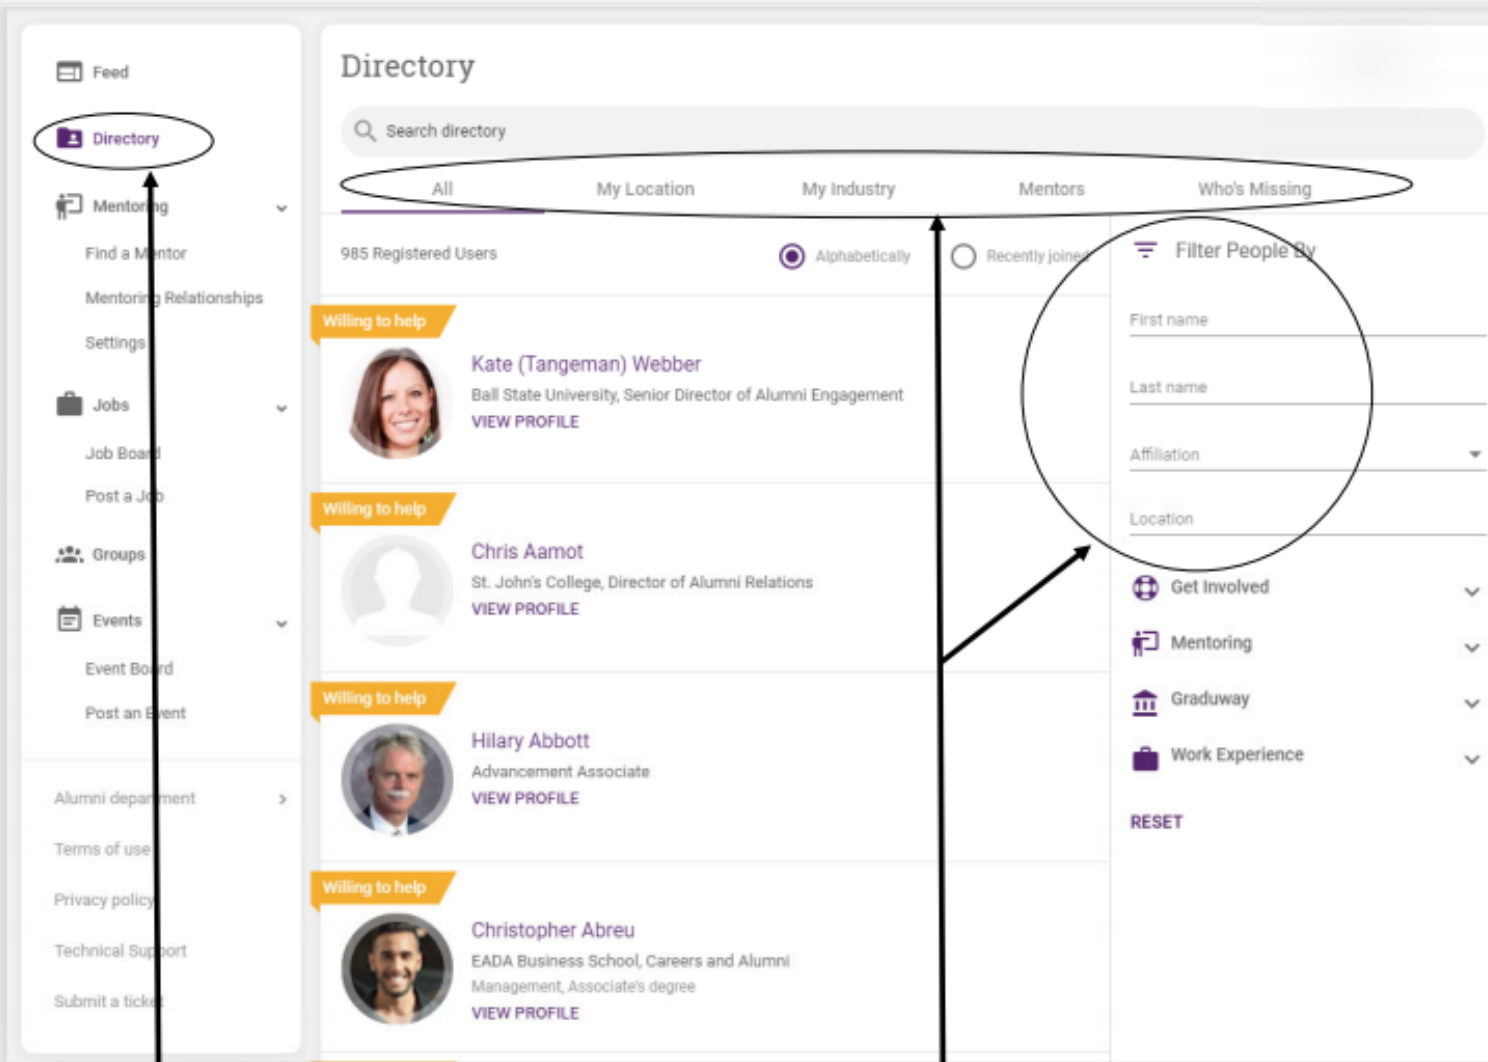 Feed
Directory
Mentoring
Find a Mentor
Mentoring Relationships
Settings
Jobs
Job Board
Post a Job
Groups
Events
Event Board
Post an Event
Alumni department
Terms of use
Privacy policy
Technical Support
Submit a ticket
Directory
Search directory
All My Location My Industry Mentors Who's Missing
985 Registered Users Alphabetically Recently joined
Willing to help
Kate (Tangeman) Webber
Ball State University, Senior Director of Alumni Engagement
VIEW PROFILE
Willing to help
Chris Aamot
St. John's College, Director of Alumni Relations
VIEW PROFILE
Willing to help
Hilary Abbott
Advancement Associate
VIEW PROFILE
Willing to help
Christopher Abreu
EADA Business School, Careers and Alumni
Management, Associate's degree
VIEW PROFILE
Filter People By
First name
Last name
Affiliation
Location
Get Involved
Mentoring
Graduway
Work Experience
RESET